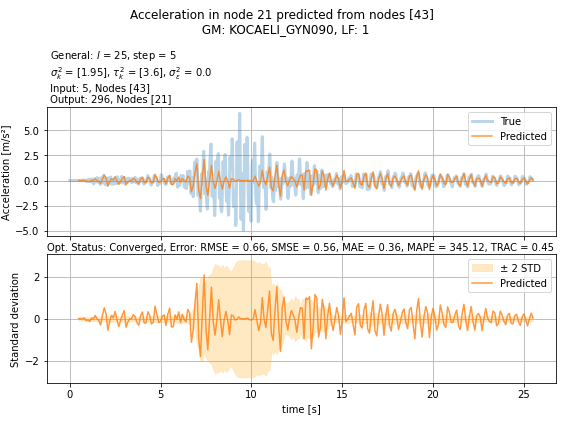 Acceleration in node 21 predicted from nodes [43]
GM: KOCAELI_GYN090, LF: 1
General: l = 25, step = 5
σ²ₖ = [1.95], τ²ₖ = [3.6], σ²ε = 0.0
Input: 5, Nodes [43]
Output: 296, Nodes [21]
Acceleration [m/s²]
5.0
2.5
0.0
−2.5
−5.0
True
Predicted
Opt. Status: Converged, Error: RMSE = 0.66, SMSE = 0.56, MAE = 0.36, MAPE = 345.12, TRAC = 0.45
Standard deviation
2
0
−2
± 2 STD
Predicted
0
5
10
15
20
25
time [s]